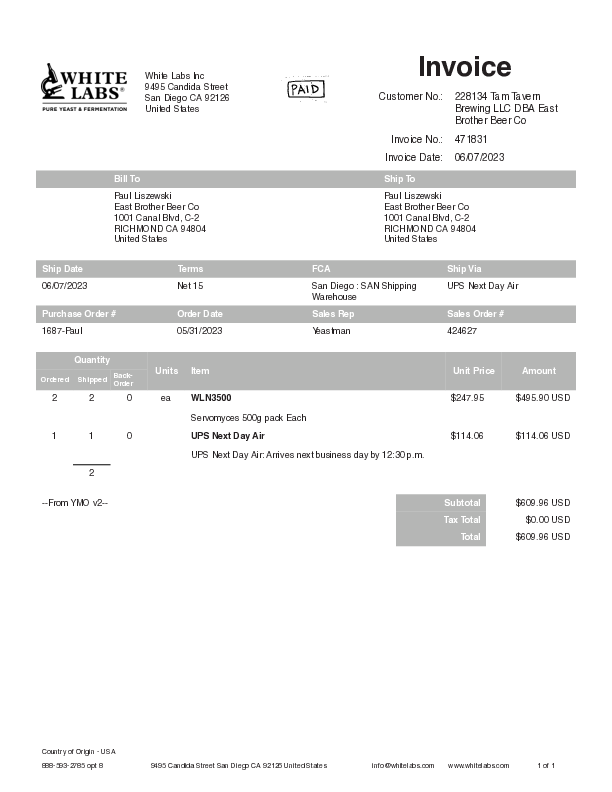 WHITE LABS®
PURE YEAST & FERMENTATION
White Labs Inc
9495 Candida Street
San Diego CA 92126
United States
PAID
Invoice
Customer No.: 228134 Tam Tavern
Brewing LLC DBA East
Brother Beer Co
Invoice No.: 471831
Invoice Date: 06/07/2023
Bill To Ship To
Paul Liszewski Paul Liszewski
East Brother Beer Co East Brother Beer Co
1001 Canal Blvd, C-2 1001 Canal Blvd, C-2
RICHMOND CA 94804 RICHMOND CA 94804
United States United States
Ship Date Terms FCA Ship Via
06/07/2023 Net 15 San Diego : SAN Shipping Warehouse UPS Next Day Air
Purchase Order # Order Date Sales Rep Sales Order #
1687-Paul 05/31/2023 Yeastman 424627
Quantity
Ordered Shipped Back-Order Units Item Unit Price Amount
2 2 0 ea WLN3500 $247.95 $495.90 USD
Servomyces 500g pack Each
1 1 0 UPS Next Day Air $114.06 $114.06 USD
UPS Next Day Air: Arrives next business day by 12:30 p.m.
2
--From YMO v2--
Subtotal $609.96 USD
Tax Total $0.00 USD
Total $609.96 USD
Country of Origin - USA
888-593-2785 opt 8 9495 Candida Street San Diego CA 92126 United States info@whitelabs.com www.whitelabs.com 1 of 1